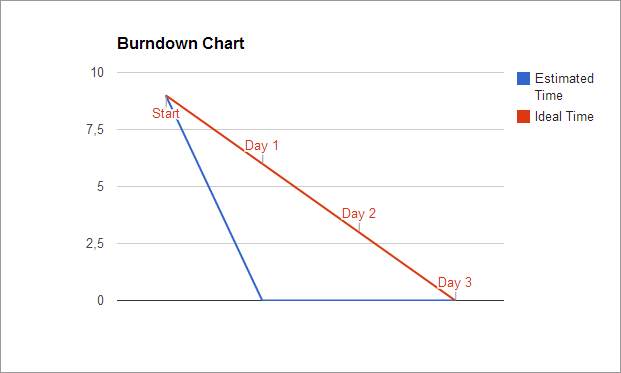 Burndown Chart
10
7,5
5
2,5
0
Start
Day 1
Day 2
Day 3
Estimated
Time
Ideal Time